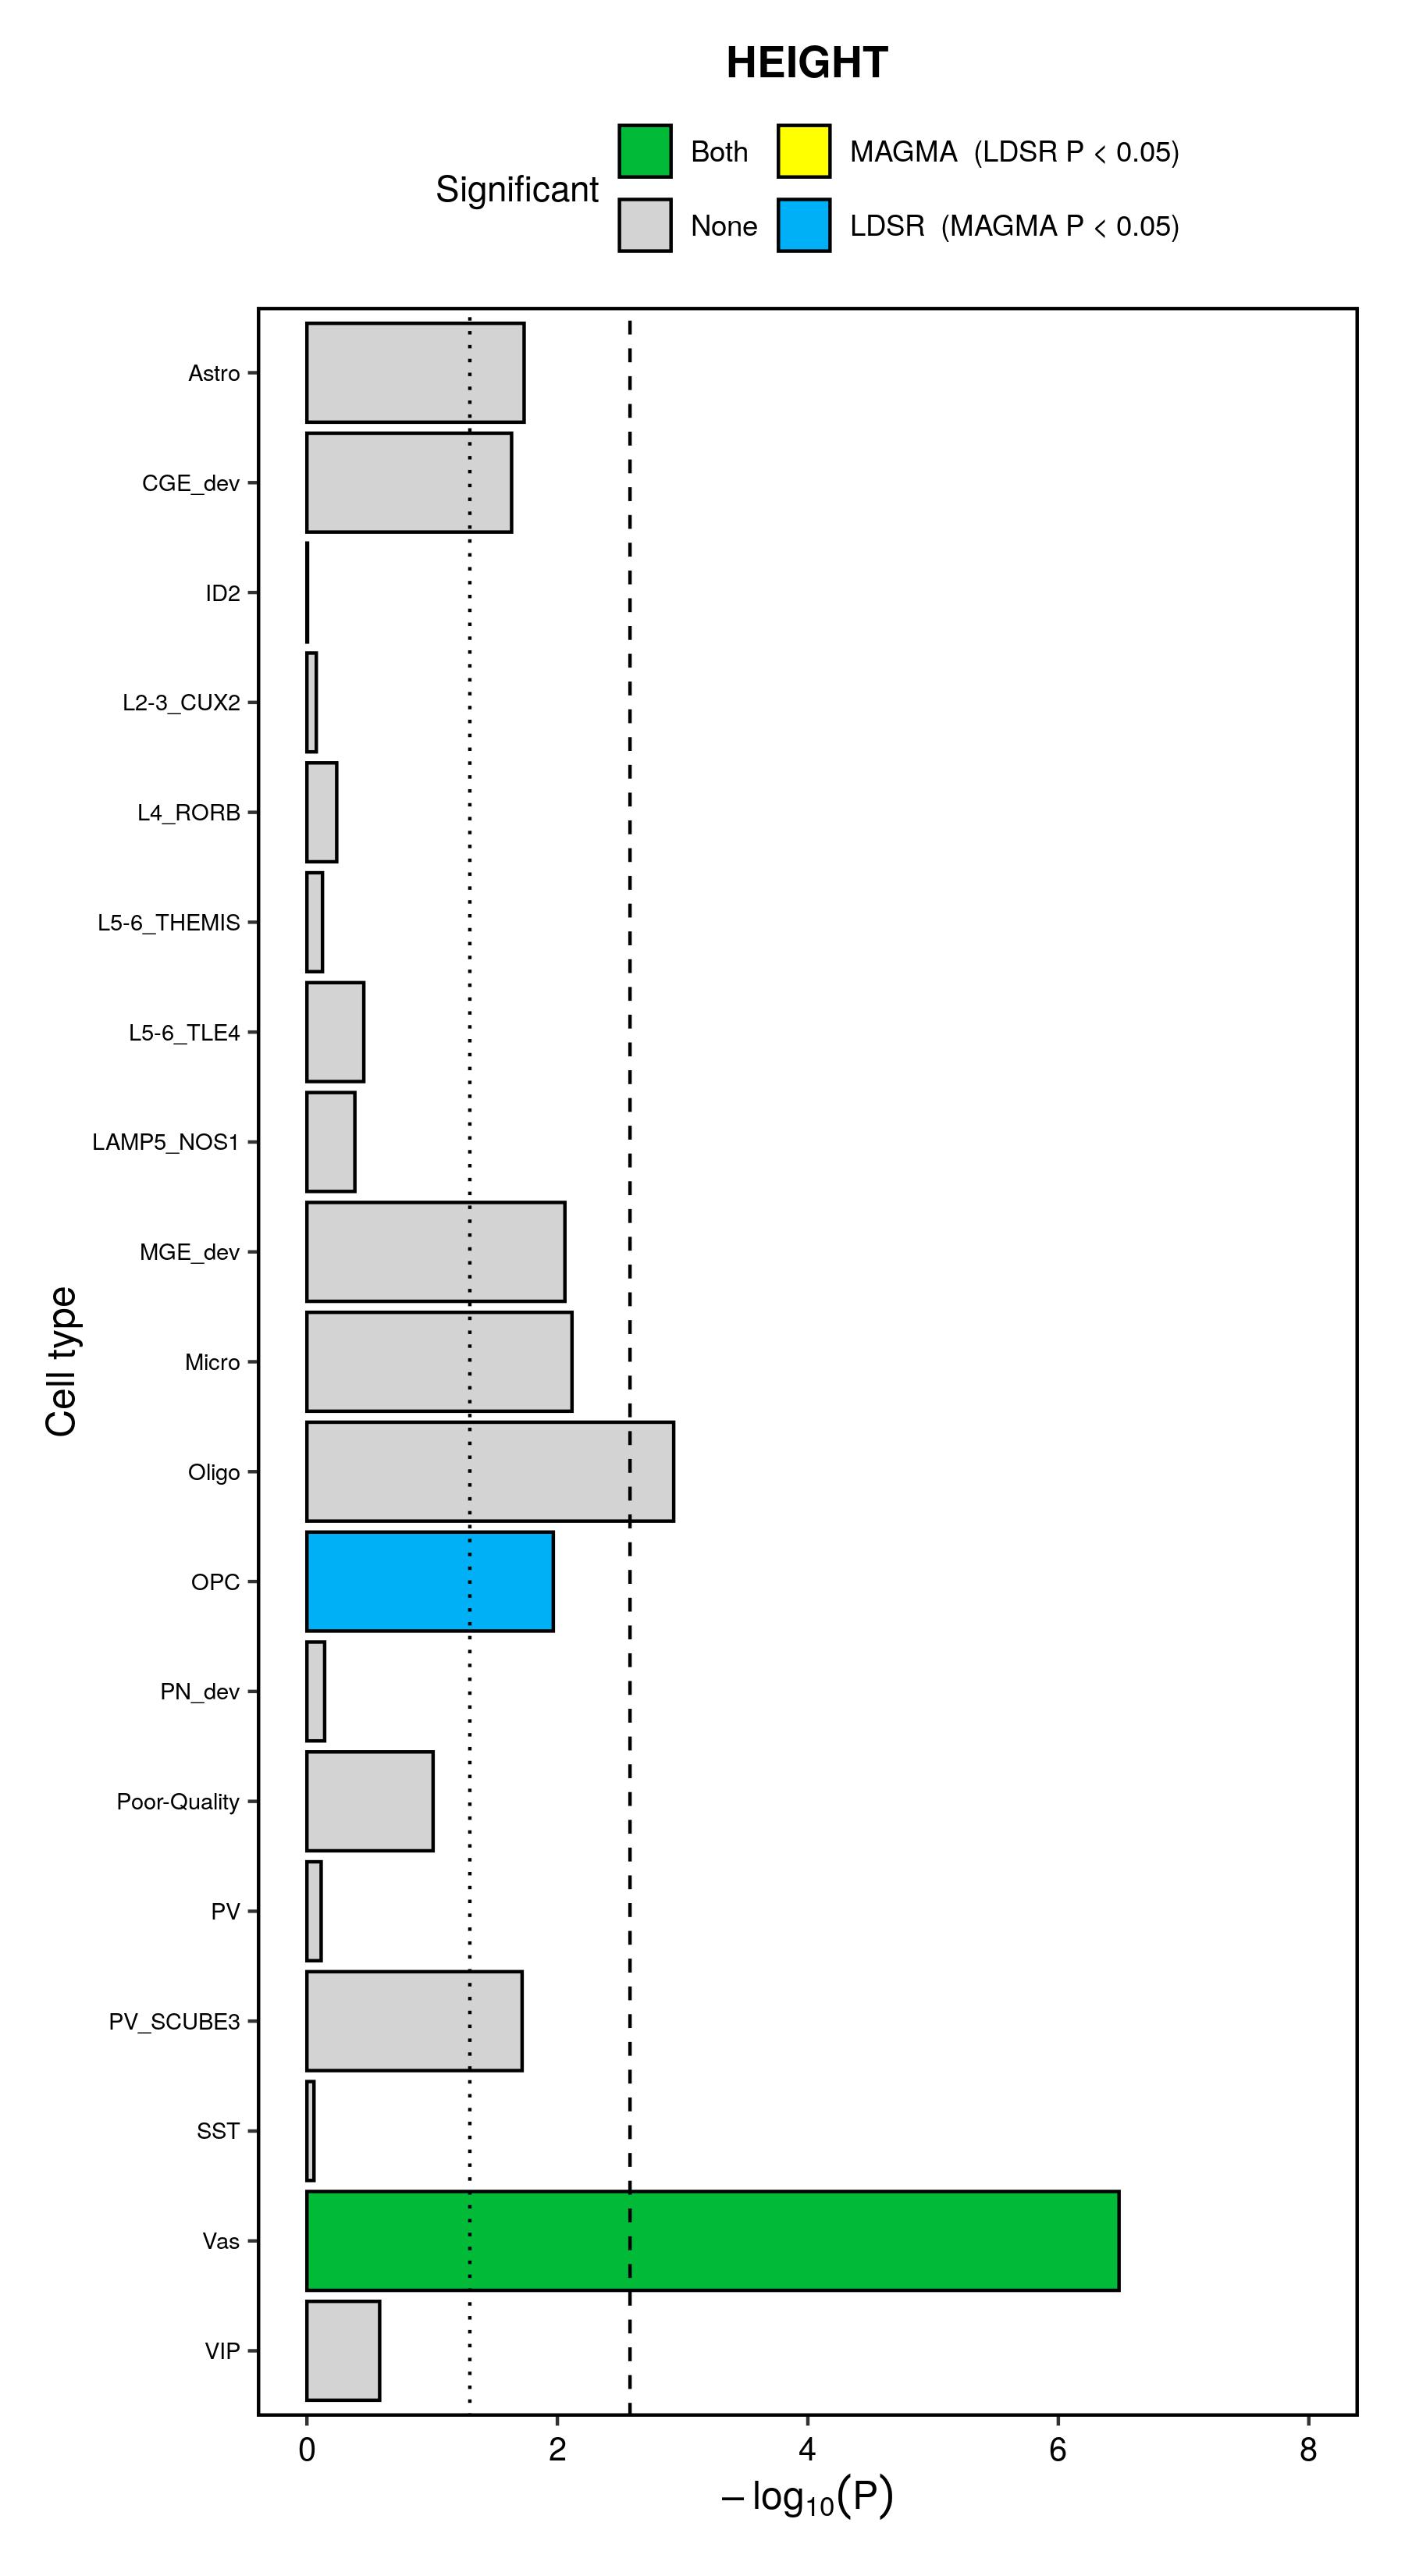 HEIGHT
Significant
Both
MAGMA (LDSR P < 0.05)
None
LDSR (MAGMA P < 0.05)
Cell type
Astro
CGE_dev
ID2
L2-3_CUX2
L4_RORB
L5-6_THEMIS
L5-6_TLE4
LAMP5_NOS1
MGE_dev
Micro
Oligo
OPC
PN_dev
Poor-Quality
PV
PV_SCUBE3
SST
Vas
VIP
0 2 4 6 8
− log₁₀(P)